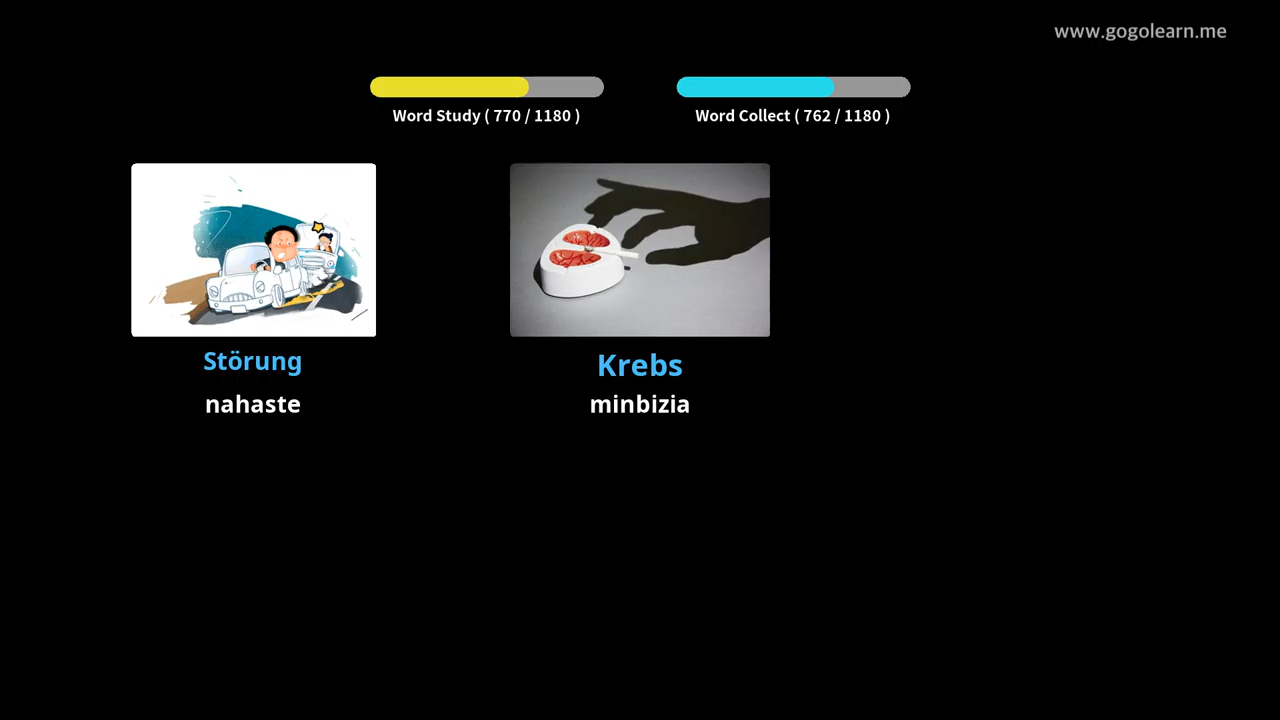 www.gogolearn.me
Word Study ( 770 / 1180 )
Word Collect ( 762 / 1180 )
Störung
nahaste
Krebs
minbizia